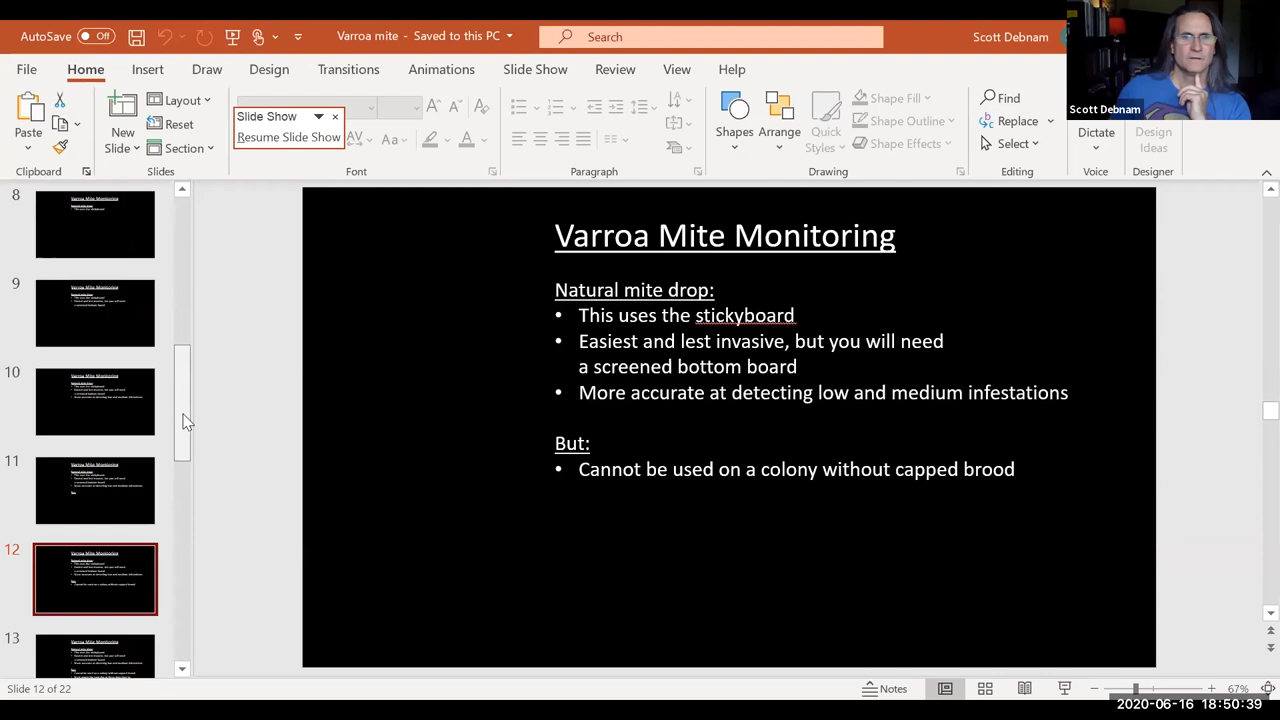 AutoSave Off Varroa mite - Saved to this PC Search Scott Debnam
File Home Insert Draw Design Transitions Animations Slide Show Review View Help
Scott Debnam
Paste New Slide Layout Reset Section
Slide Show
Resume Slide Show
Shapes Arrange Quick Styles Shape Fill Shape Outline Shape Effects
Find Replace Select Dictate Design Ideas
Clipboard Slides Font Paragraph Drawing Editing Voice Designer
8
9
10
11
12
13
Varroa Mite Monitoring
Natural mite drop:
• This uses the stickyboard
• Easiest and lest invasive, but you will need
a screened bottom board
• More accurate at detecting low and medium infestations
But:
• Cannot be used on a colony without capped brood
Slide 12 of 22 Notes 67%
2020-06-16 18:50:39